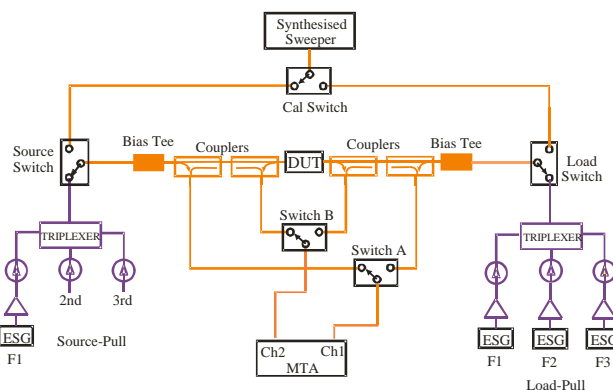 Synthesised
Sweeper
Cal Switch
Bias Tee
Couplers
Couplers
Bias Tee
Source
Switch
DUT
Load
Switch
Switch B
TRIPLEXER
TRIPLEXER
Switch A
2nd
3rd
ESG
Source-Pull
ESG
ESG
ESG
F1
Ch2
Ch1
MTA
F1
F2
F3
Load-Pull